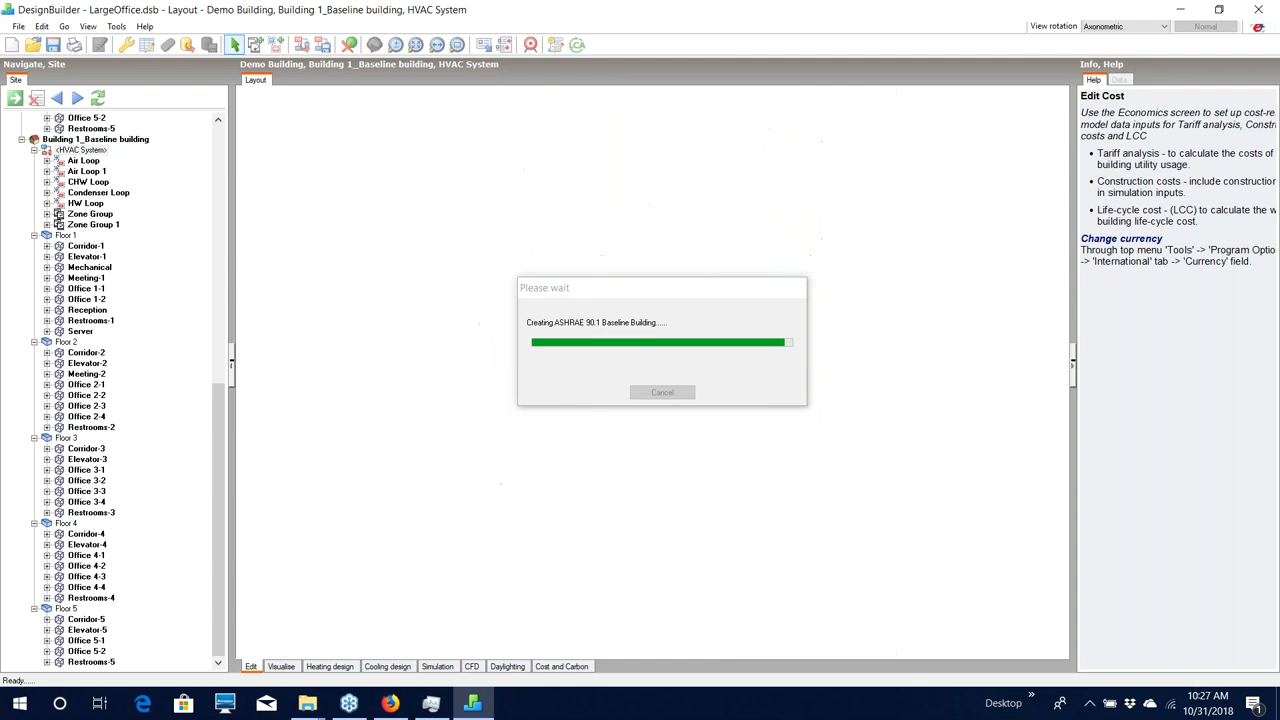 DesignBuilder - LargeOffice.dsb - Layout - Demo Building, Building 1_Baseline building, HVAC System
File Edit Go View Tools Help
View rotation Axonometric Normal
Navigate, Site
Demo Building, Building 1_Baseline building, HVAC System
Info, Help
Site
Layout
Help Data
Office 5-2
Restrooms-5
Building 1_Baseline building
<HVAC System>
Air Loop
Air Loop 1
CHW Loop
Condenser Loop
HW Loop
Zone Group
Zone Group 1
Floor 1
Corridor-1
Elevator-1
Mechanical
Meeting-1
Office 1-1
Office 1-2
Reception
Restrooms-1
Server
Floor 2
Corridor-2
Elevator-2
Meeting-2
Office 2-1
Office 2-2
Office 2-3
Office 2-4
Restrooms-2
Floor 3
Corridor-3
Elevator-3
Office 3-1
Office 3-2
Office 3-3
Office 3-4
Restrooms-3
Floor 4
Corridor-4
Elevator-4
Office 4-1
Office 4-2
Office 4-3
Office 4-4
Restrooms-4
Floor 5
Corridor-5
Elevator-5
Office 5-1
Office 5-2
Restrooms-5
Please wait
Creating ASHRAE 90.1 Baseline Building......
Cancel
Edit Cost
Use the Economics screen to set up cost-re
model data inputs for Tariff analysis, Constr
costs and LCC
• Tariff analysis - to calculate the costs of
building utility usage.
• Construction costs - include construction
in simulation inputs.
• Life-cycle cost - (LCC) to calculate the w
building life-cycle cost.
Change currency
Through top menu 'Tools' -> 'Program Optio
-> 'International' tab -> 'Currency' field.
Edit Visualise Heating design Cooling design Simulation CFD Daylighting Cost and Carbon
Ready.....
Desktop
10:27 AM
10/31/2018
1